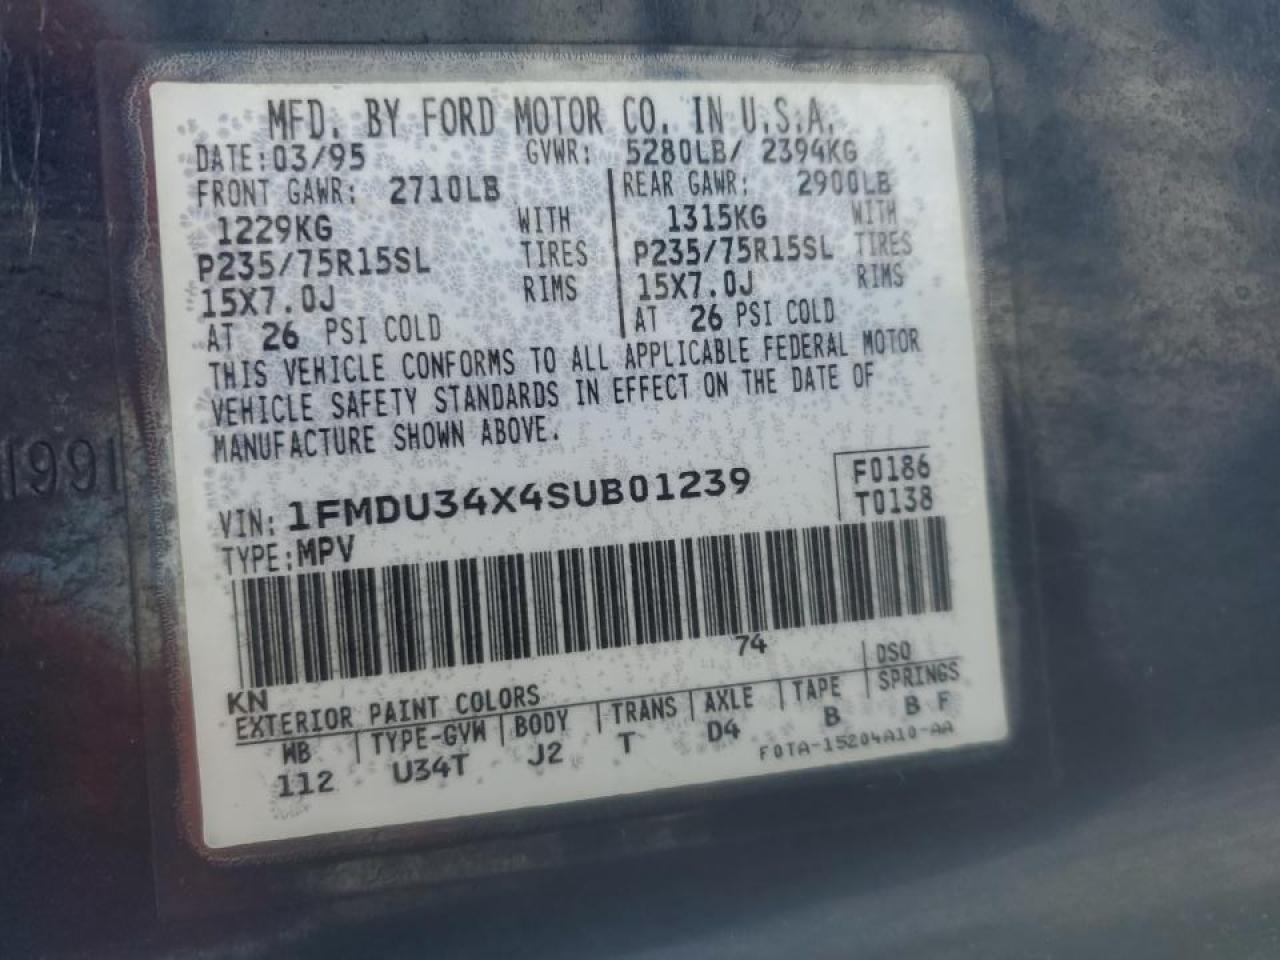 MFD. BY FORD MOTOR CO. IN U.S.A.
DATE:03/95 GVWR: 5280LB/ 2394KG
FRONT GAWR: 2710LB REAR GAWR: 2900LB
1229KG WITH 1315KG WITH
P235/75R15SL TIRES P235/75R15SL TIRES
15X7.0J RIMS 15X7.0J RIMS
AT 26 PSI COLD AT 26 PSI COLD
THIS VEHICLE CONFORMS TO ALL APPLICABLE FEDERAL MOTOR
VEHICLE SAFETY STANDARDS IN EFFECT ON THE DATE OF
MANUFACTURE SHOWN ABOVE.
1991
VIN: 1FMDU34X4SUB01239 F0186
TYPE:MPV T0138
74
KN DSO
EXTERIOR PAINT COLORS
WB TYPE-GVW BODY TRANS AXLE TAPE SPRINGS
112 U34T J2 T D4 B B F
F0TA-15204A10-AA